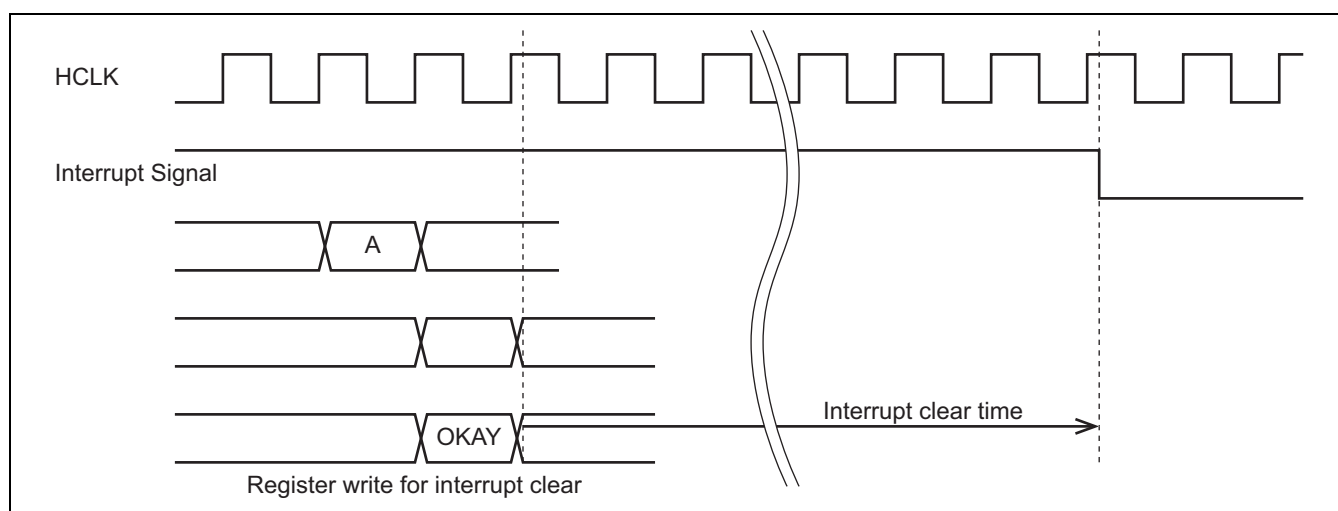 HCLK
Interrupt Signal
A
OKAY
Interrupt clear time
Register write for interrupt clear